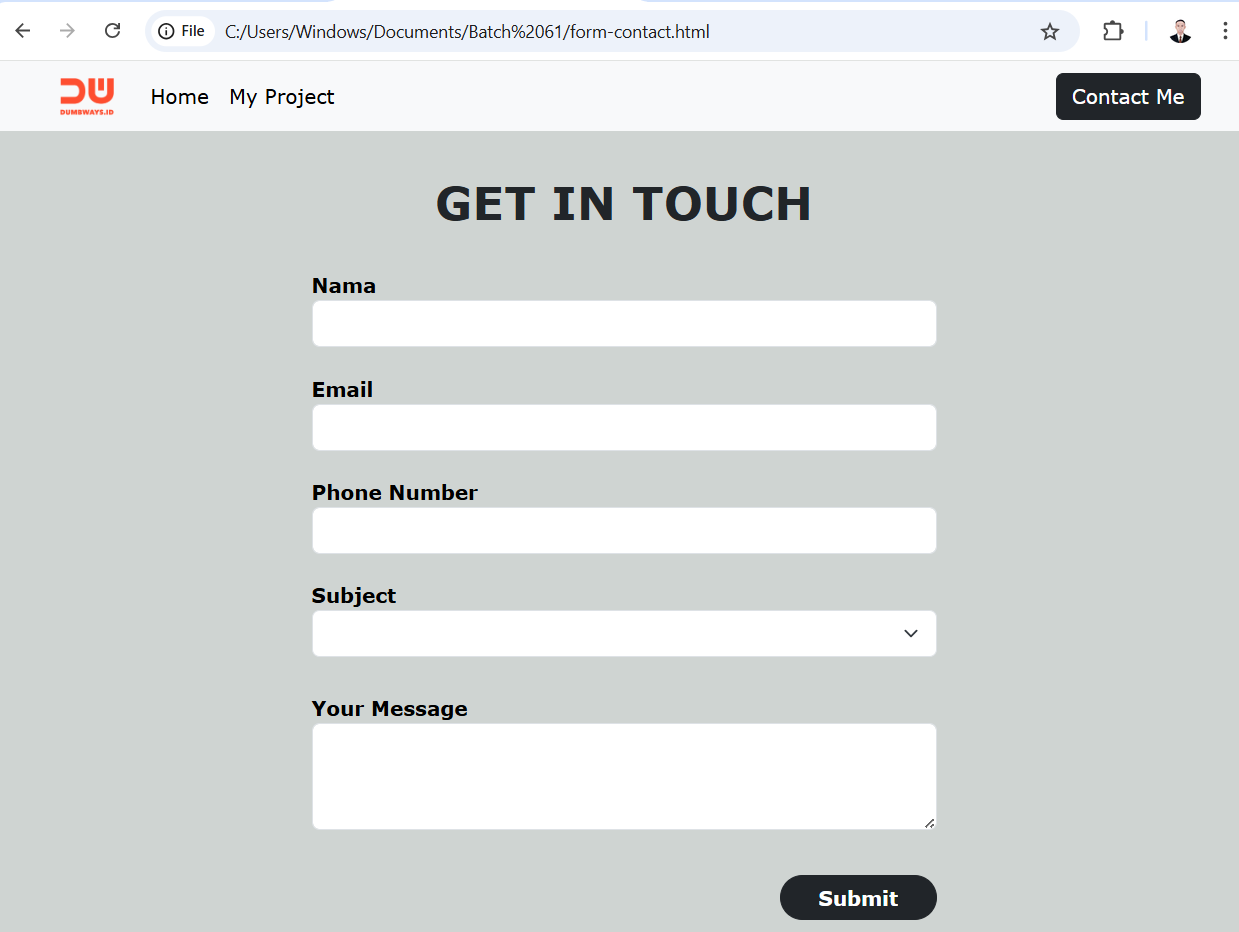 File C:/Users/Windows/Documents/Batch%2061/form-contact.html
DW
DUMBWAYS.ID
Home My Project Contact Me
GET IN TOUCH
Nama
Email
Phone Number
Subject
Your Message
Submit